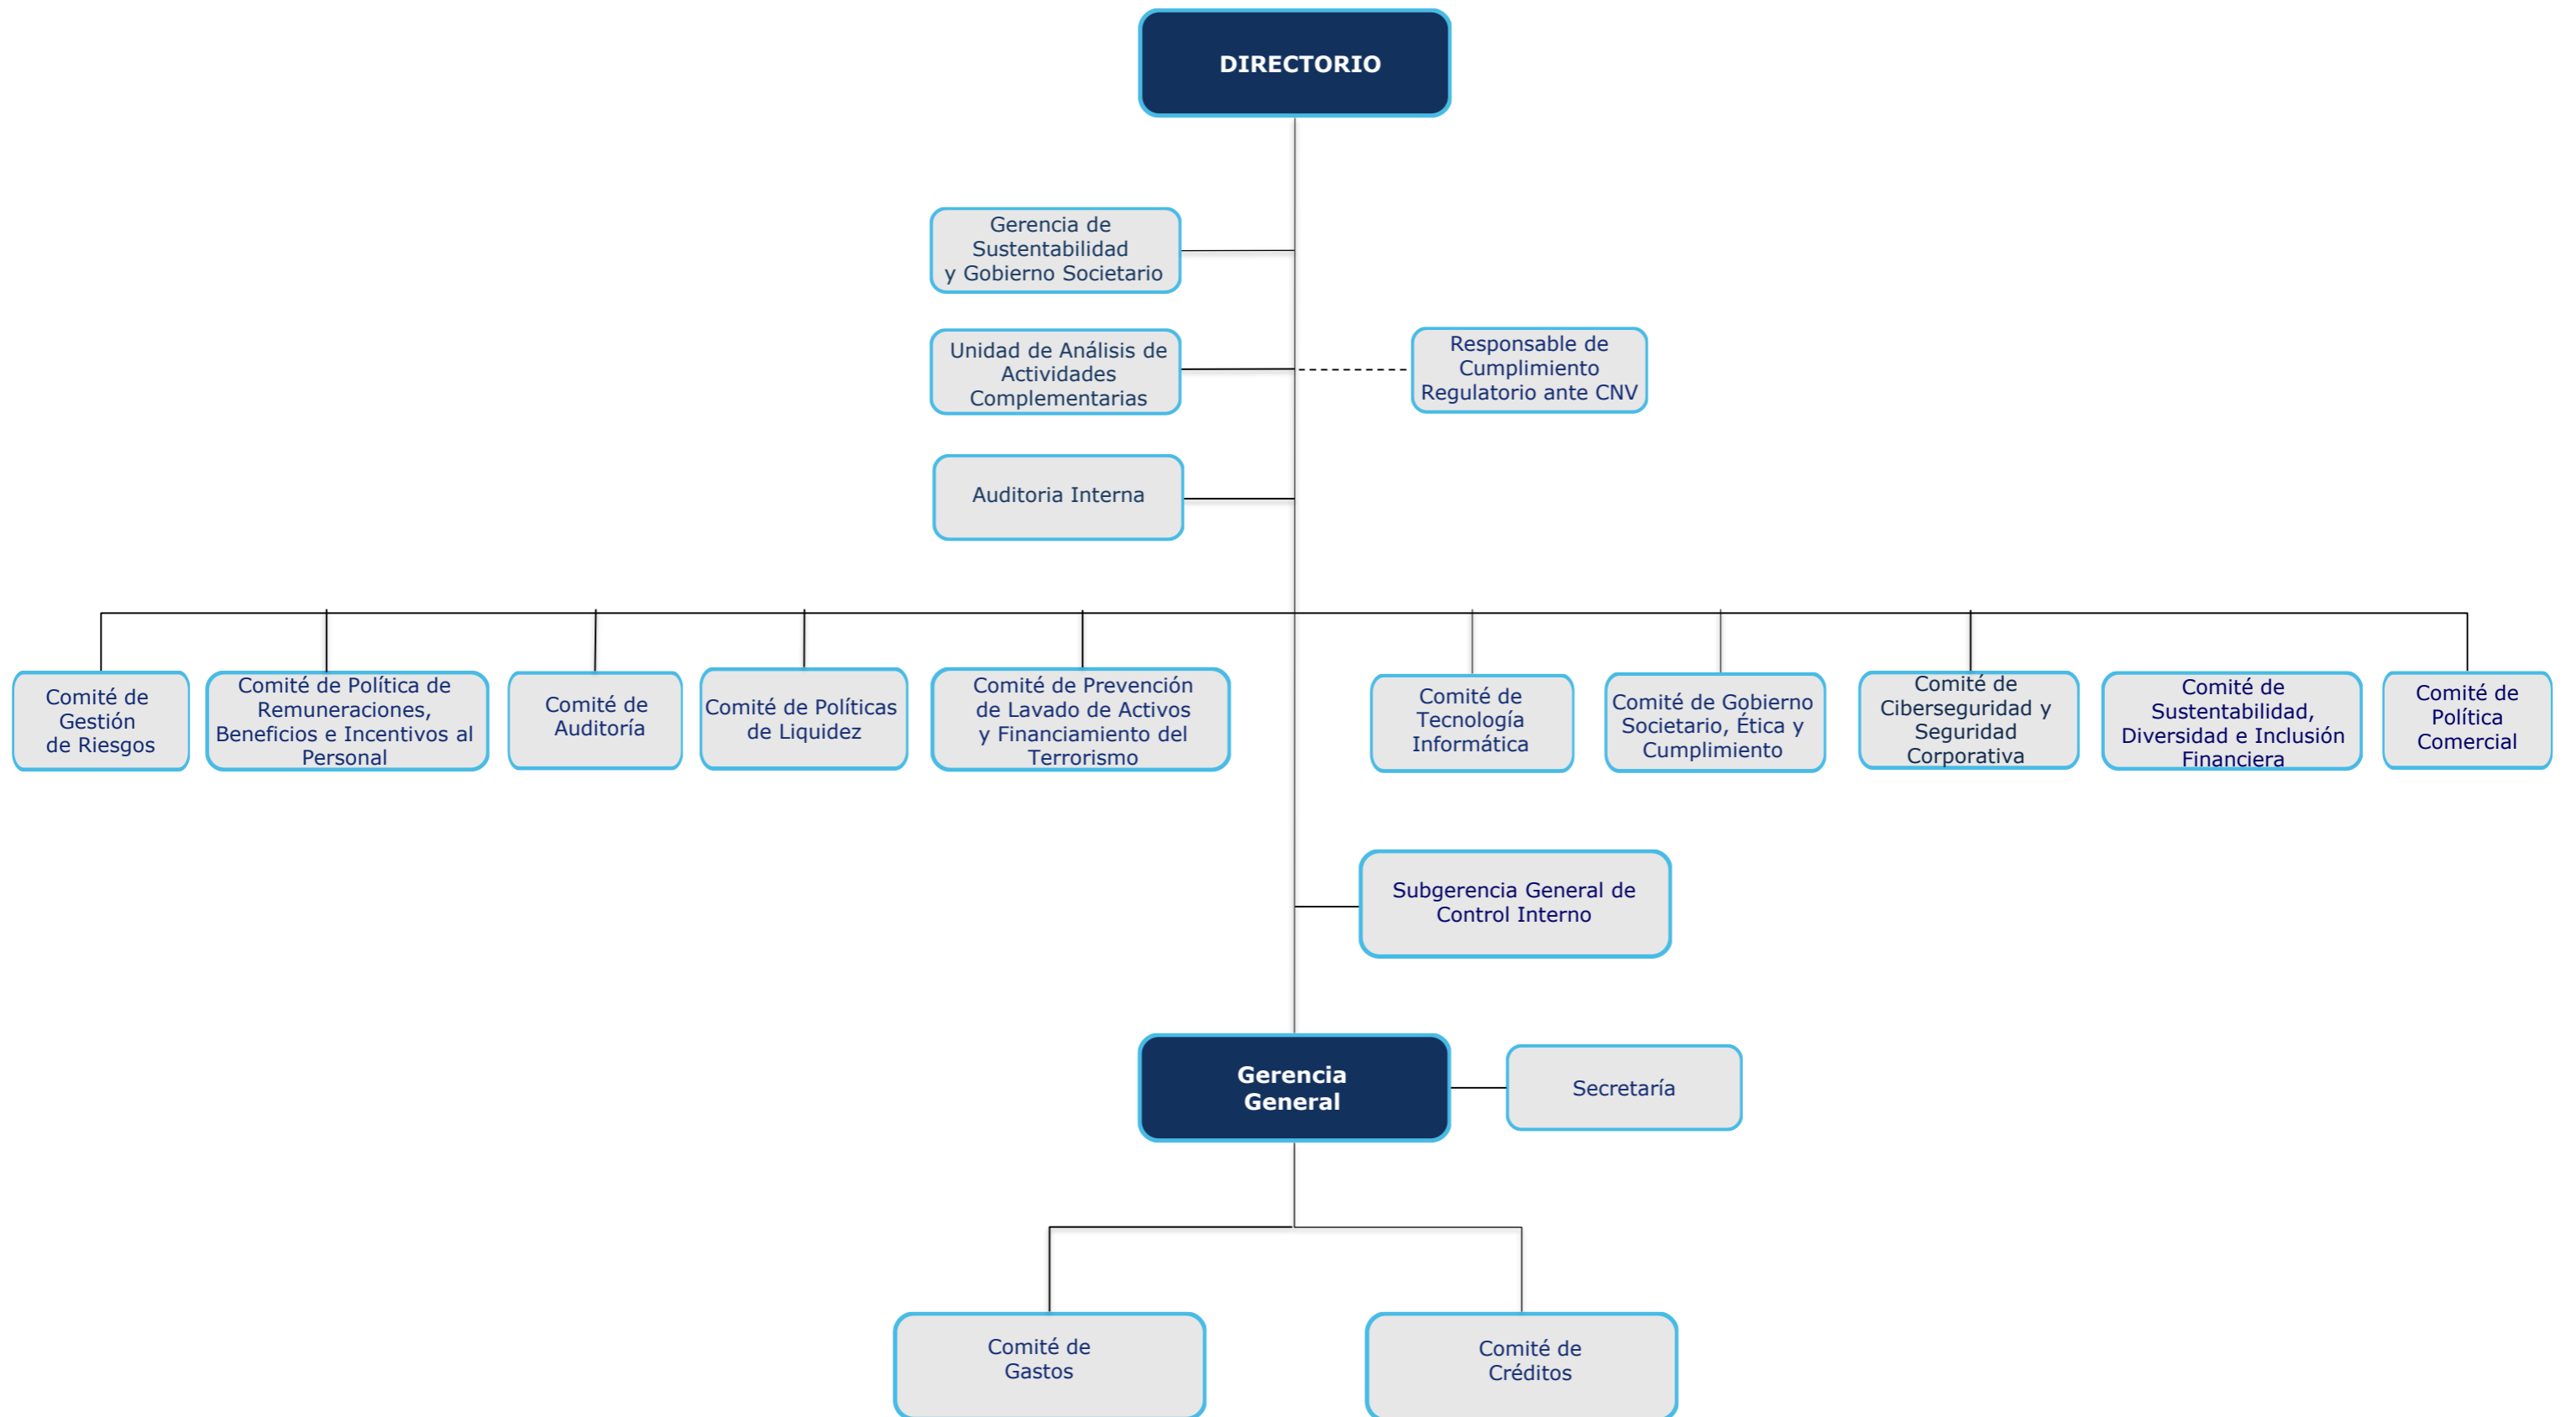 DIRECTORIO
Gerencia de
Sustentabilidad
y Gobierno Societario
Unidad de Análisis de
Actividades
Complementarias
Responsable de
Cumplimiento
Regulatorio ante CNV
Auditoria Interna
Comité de
Gestión
de Riesgos
Comité de Política de
Remuneraciones,
Beneficios e Incentivos al
Personal
Comité de
Auditoría
Comité de Políticas
de Liquidez
Comité de Prevención
de Lavado de Activos
y Financiamiento del
Terrorismo
Comité de
Tecnología
Informática
Comité de Gobierno
Societario, Ética y
Cumplimiento
Comité de
Ciberseguridad y
Seguridad
Corporativa
Comité de
Sustentabilidad,
Diversidad e Inclusión
Financiera
Comité de
Política
Comercial
Subgerencia General de
Control Interno
Gerencia
General
Secretaría
Comité de
Gastos
Comité de
Créditos